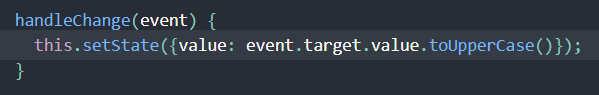 handleChange(event) {
  this.setState({value: event.target.value.toUpperCase()});
}